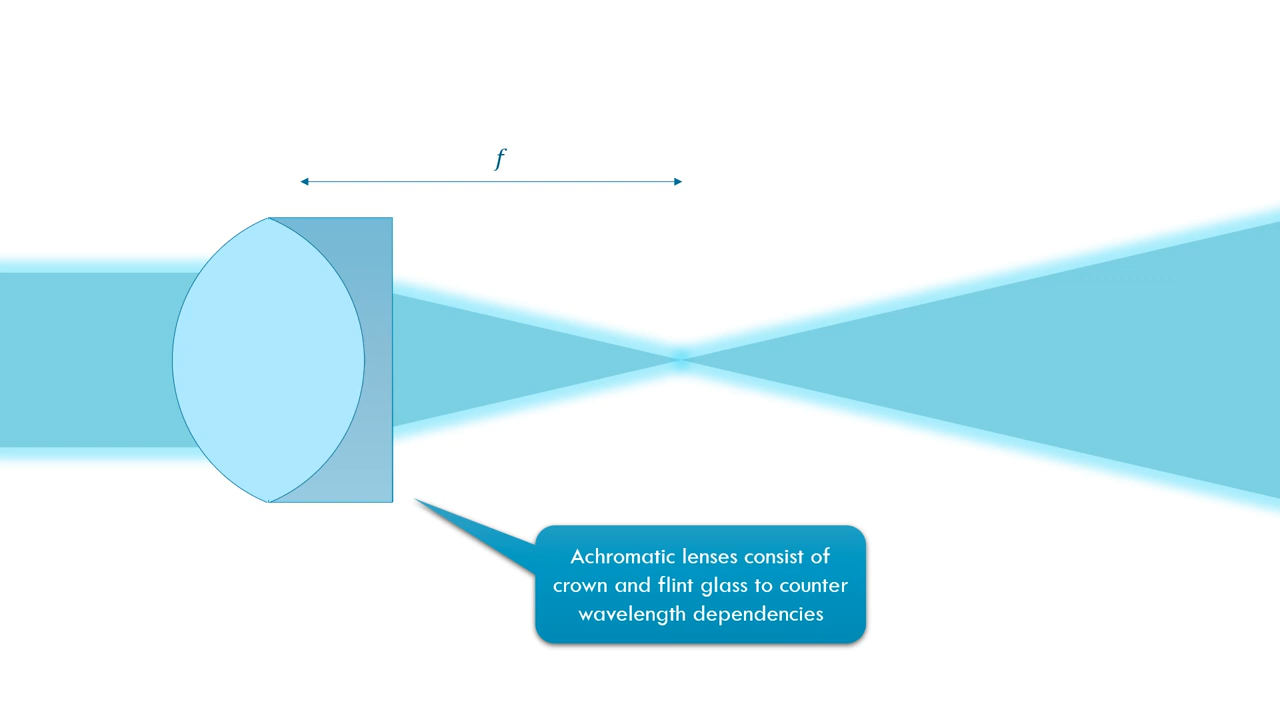 f
Achromatic lenses consist of
crown and flint glass to counter
wavelength dependencies